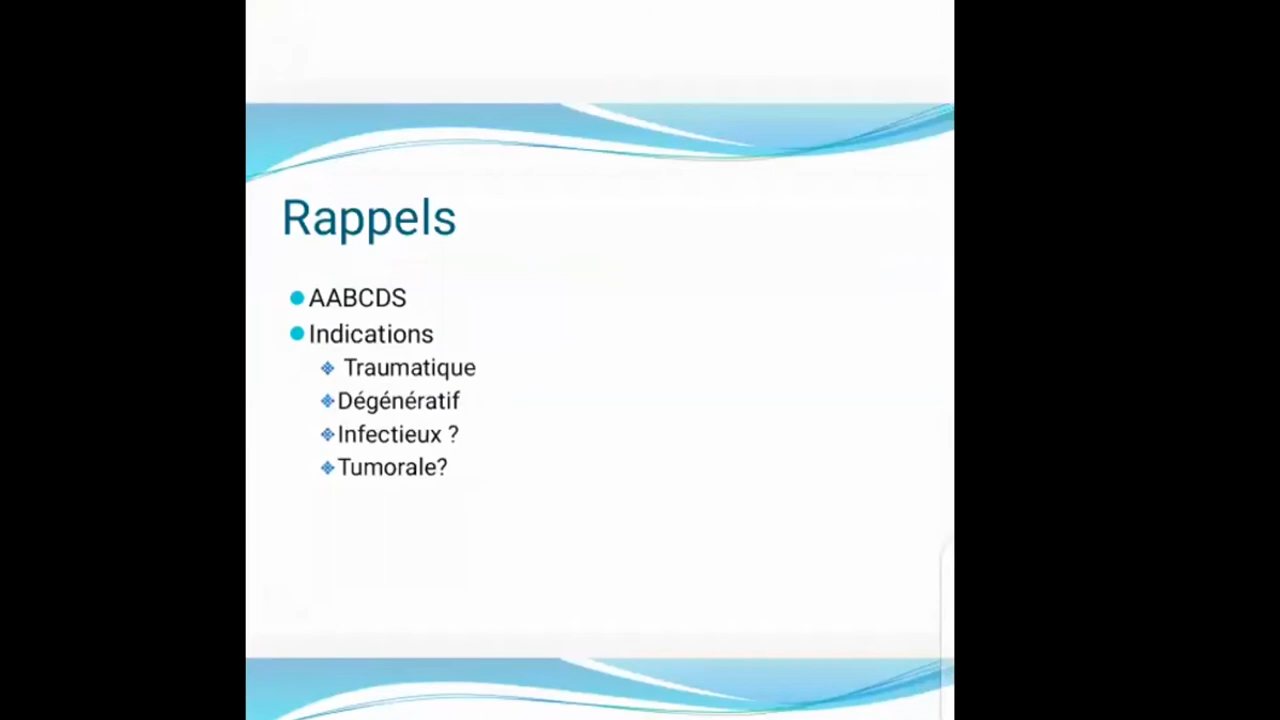 Rappels
AABCDS
Indications
Traumatique
Dégénératif
Infectieux ?
Tumorale?